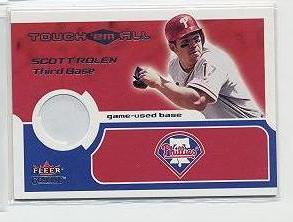 TOUCH 'EM ALL
SCOTT ROLEN
Third Base
game-used base
Phillies
FLEER